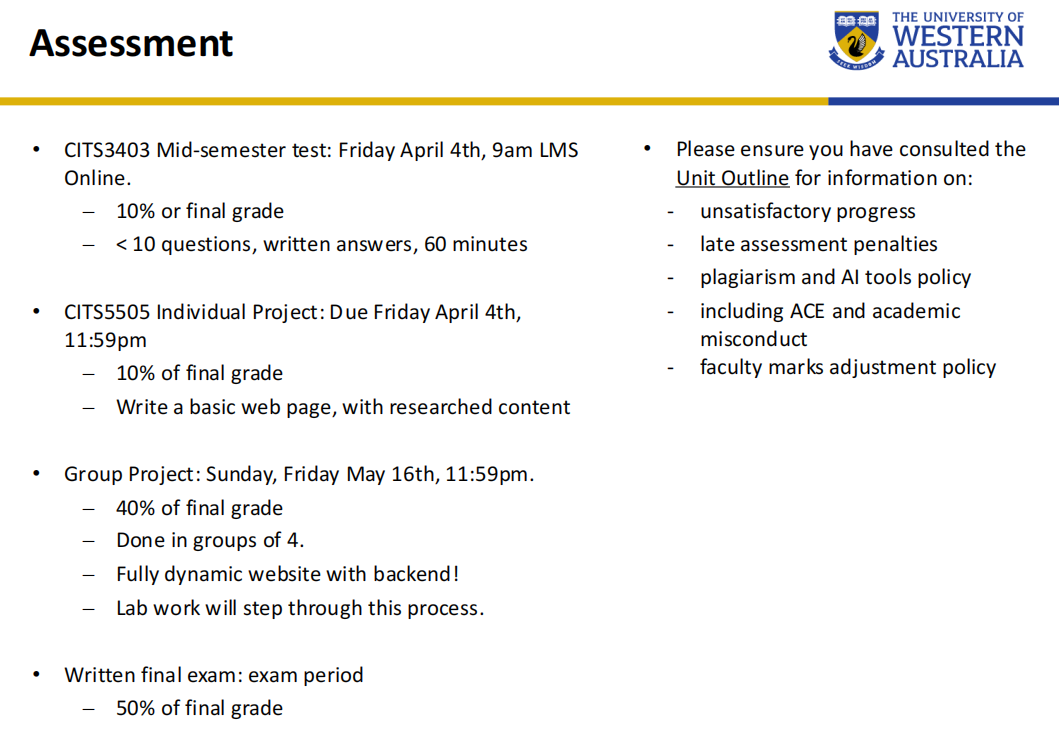 Assessment
THE UNIVERSITY OF
WESTERN
AUSTRALIA
• CITS3403 Mid-semester test: Friday April 4th, 9am LMS
Online.
– 10% or final grade
– < 10 questions, written answers, 60 minutes
• CITS5505 Individual Project: Due Friday April 4th,
11:59pm
– 10% of final grade
– Write a basic web page, with researched content
• Group Project: Sunday, Friday May 16th, 11:59pm.
– 40% of final grade
– Done in groups of 4.
– Fully dynamic website with backend!
– Lab work will step through this process.
• Written final exam: exam period
– 50% of final grade
• Please ensure you have consulted the
Unit Outline for information on:
- unsatisfactory progress
- late assessment penalties
- plagiarism and AI tools policy
- including ACE and academic
misconduct
- faculty marks adjustment policy